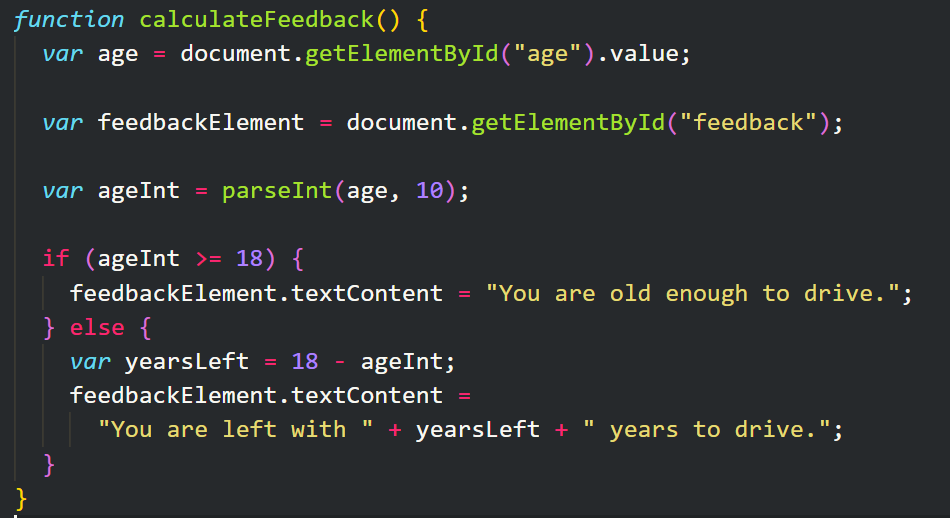 function calculateFeedback() {
  var age = document.getElementById("age").value;

  var feedbackElement = document.getElementById("feedback");

  var ageInt = parseInt(age, 10);

  if (ageInt >= 18) {
    feedbackElement.textContent = "You are old enough to drive.";
  } else {
    var yearsLeft = 18 - ageInt;
    feedbackElement.textContent =
      "You are left with " + yearsLeft + " years to drive.";
  }
}